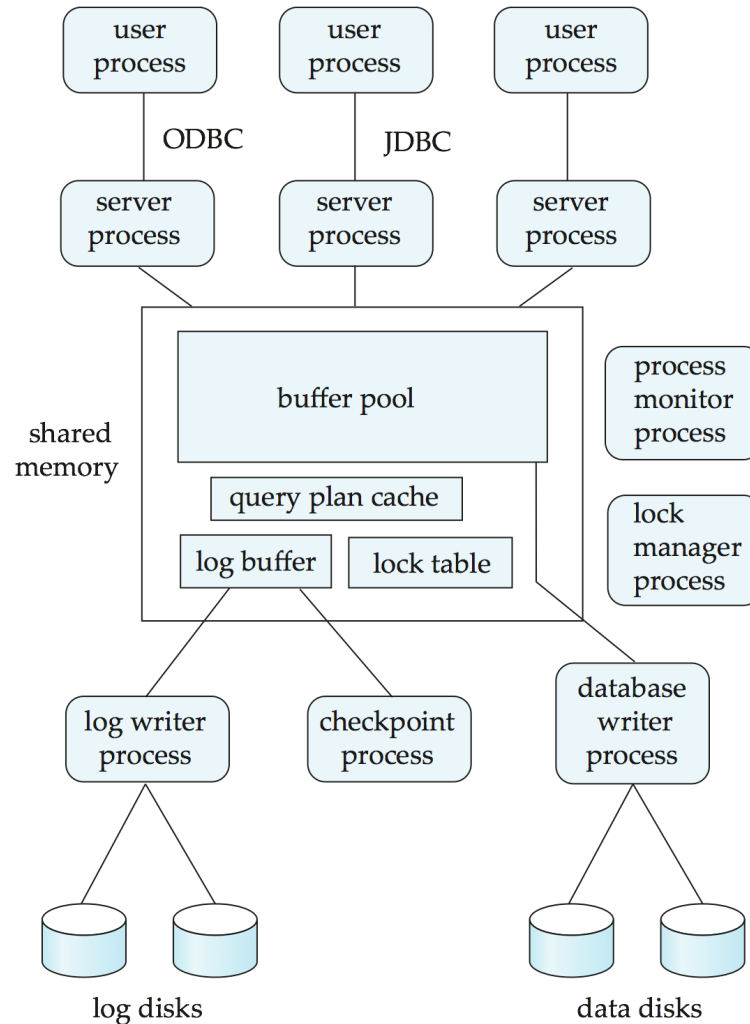 user
process
user
process
user
process
ODBC
JDBC
server
process
server
process
server
process
shared
memory
buffer pool
process
monitor
process
query plan cache
log buffer
lock table
lock
manager
process
log writer
process
checkpoint
process
database
writer
process
log disks
data disks